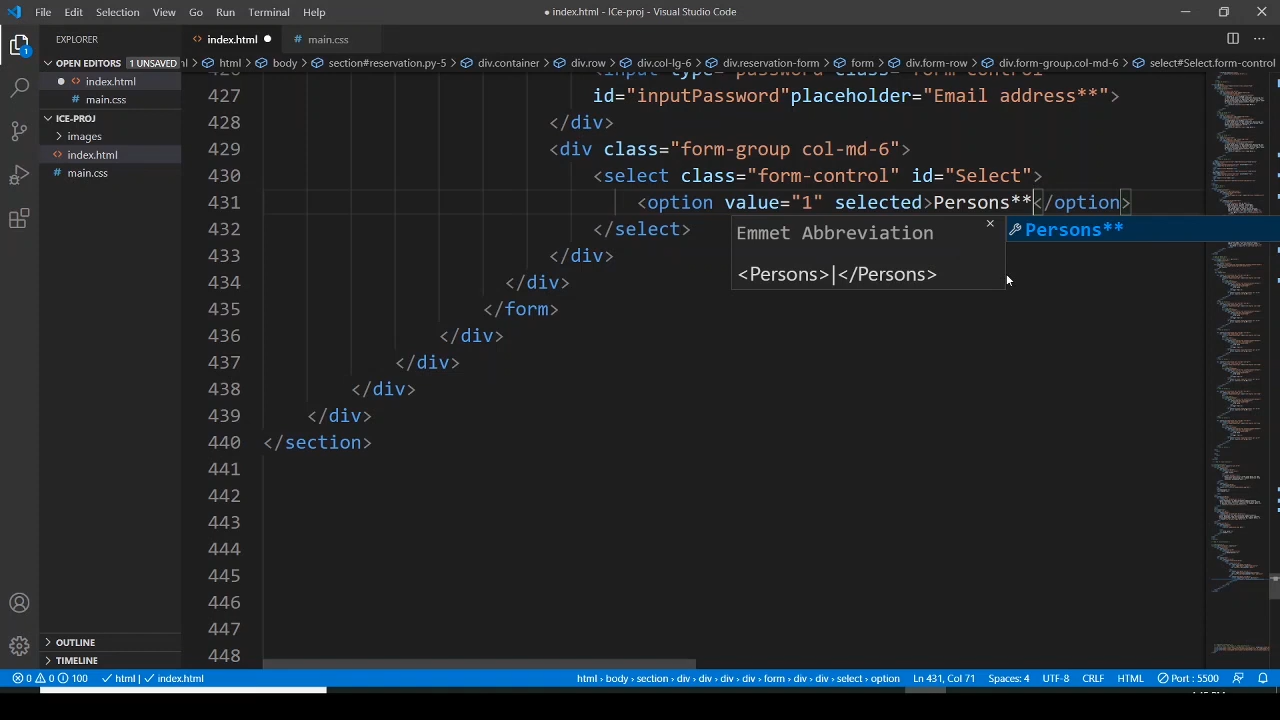 File Edit Selection View Go Run Terminal Help
● index.html - ICe-proj - Visual Studio Code
EXPLORER
index.html
main.css
OPEN EDITORS
1 UNSAVED
html
body
section#reservation.py-5
div.container
div.row
div.col-lg-6
div.reservation-form
form
div.form-row
div.form-group.col-md-6
select#Select.form-control
index.html
main.css
ICE-PROJ
images
index.html
main.css
427 id="inputPassword"placeholder="Email address**">
428 </div>
429 <div class="form-group col-md-6">
430 <select class="form-control" id="Select">
431 <option value="1" selected>Persons**</option>
432 </select>
433 </div>
434 </div>
435 </form>
436 </div>
437 </div>
438 </div>
439 </div>
440 </section>
441
442
443
444
445
446
447
448
Emmet Abbreviation
<Persons>|</Persons>
Persons**
OUTLINE
TIMELINE
0 0 100 html | index.html
html › body › section › div › div › div › div › form › div › div › select › option
Ln 431, Col 71
Spaces: 4
UTF-8
CRLF
HTML
Port : 5500